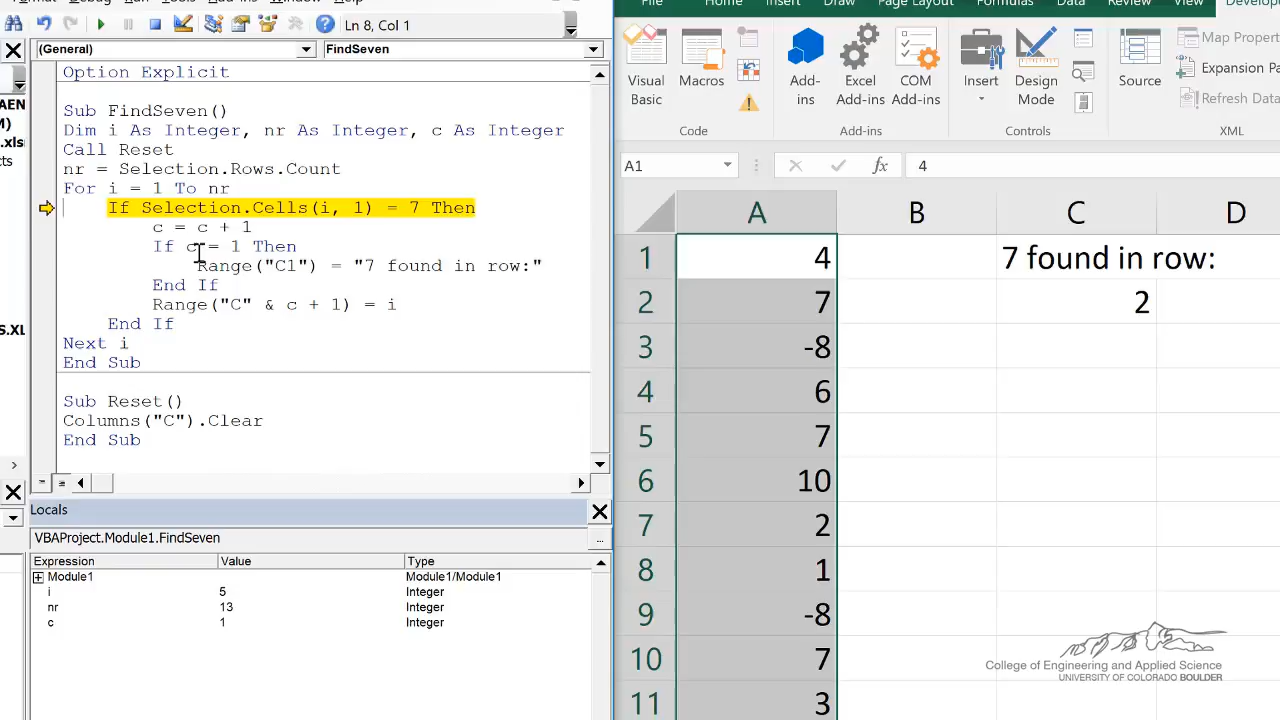 Ln 8, Col 1
(General)
FindSeven
Option Explicit
Sub FindSeven()
Dim i As Integer, nr As Integer, c As Integer
Call Reset
nr = Selection.Rows.Count
For i = 1 To nr
If Selection.Cells(i, 1) = 7 Then
c = c + 1
If c = 1 Then
Range("C1") = "7 found in row:"
End If
Range("C" & c + 1) = i
End If
Next i
End Sub
Sub Reset()
Columns("C").Clear
End Sub
Locals
VBAProject.Module1.FindSeven
...
Expression Value Type
Module1 Module1/Module1
i 5 Integer
nr 13 Integer
c 1 Integer
File Home Insert Draw Page Layout Formulas Data Review View
Visual Basic
Macros
Code
Add-ins
Excel Add-ins
COM Add-ins
Add-ins
Insert
Design Mode
Controls
Source
Map Propert
Expansion Pa
Refresh Data
XML
A1
fx
4
A B C D
1 4 7 found in row:
2 7 2
3 -8
4 6
5 7
6 10
7 2
8 1
9 -8
10 7
11 3
College of Engineering and Applied Science
UNIVERSITY OF COLORADO BOULDER